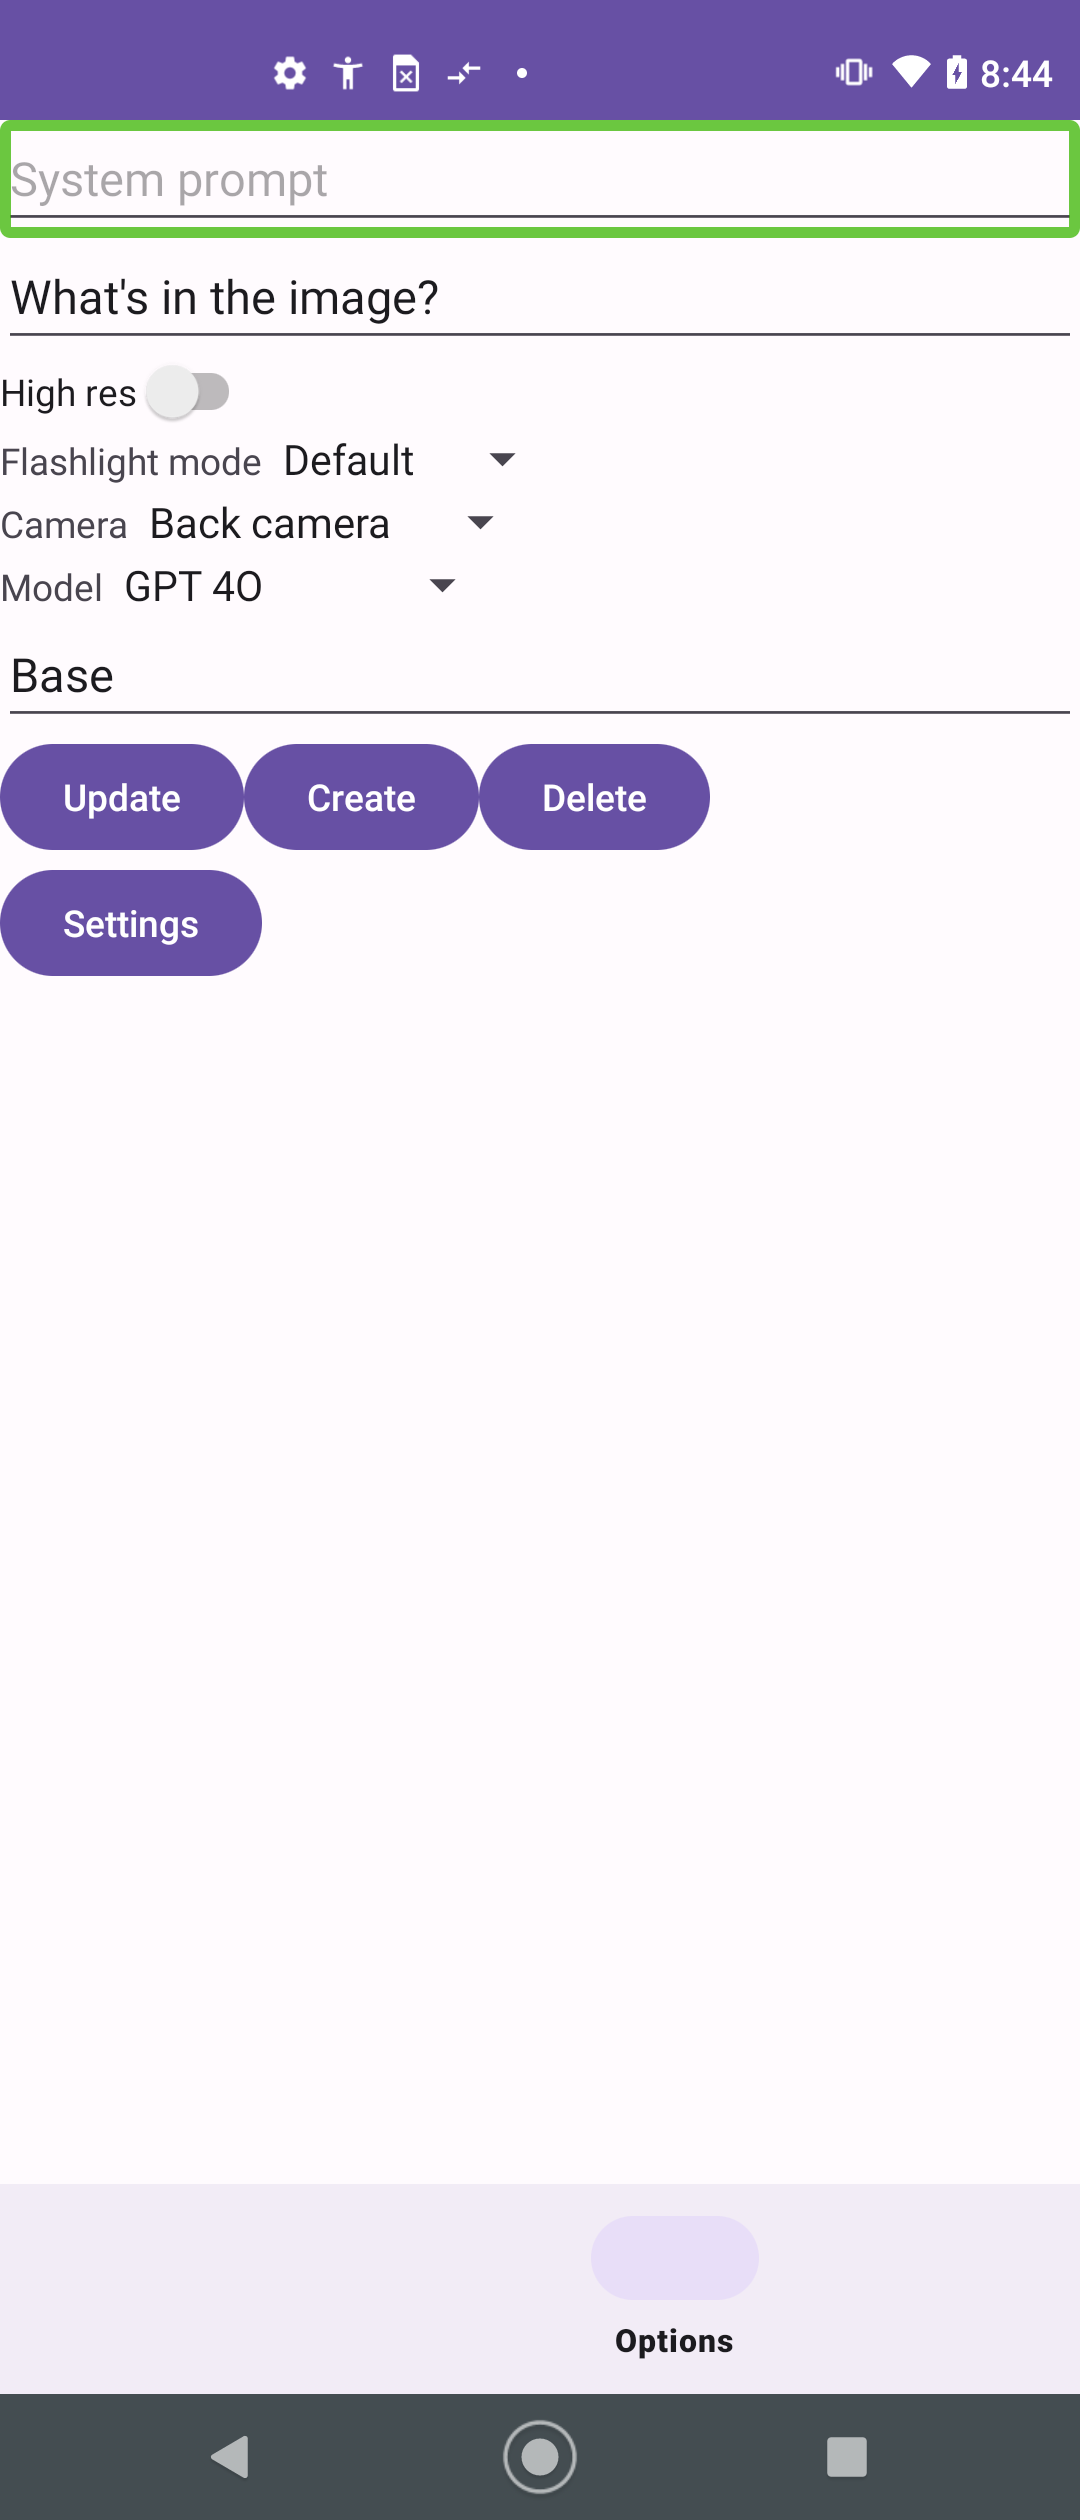 8:44
System prompt
What's in the image?
High res
Flashlight mode Default
Camera Back camera
Model GPT 4O
Base
Update Create Delete
Settings
Options